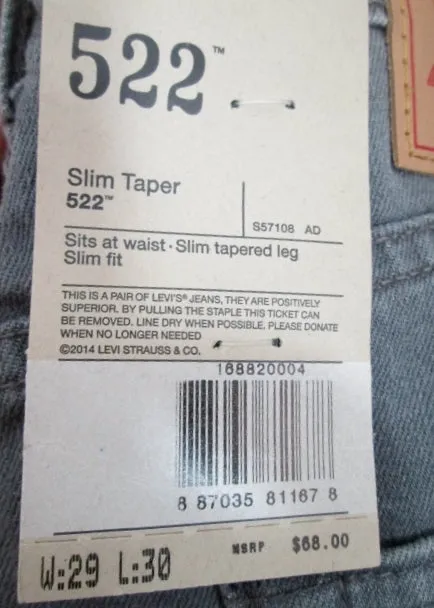 522™
Slim Taper
522™
S57108 AD
Sits at waist · Slim tapered leg
Slim fit
THIS IS A PAIR OF LEVI'S® JEANS, THEY ARE POSITIVELY
SUPERIOR. BY PULLING THE STAPLE THIS TICKET CAN
BE REMOVED. LINE DRY WHEN POSSIBLE. PLEASE DONATE
WHEN NO LONGER NEEDED
©2014 LEVI STRAUSS & CO.
168820004
8 87035 81167 8
MSRP $68.00
W:29 L:30